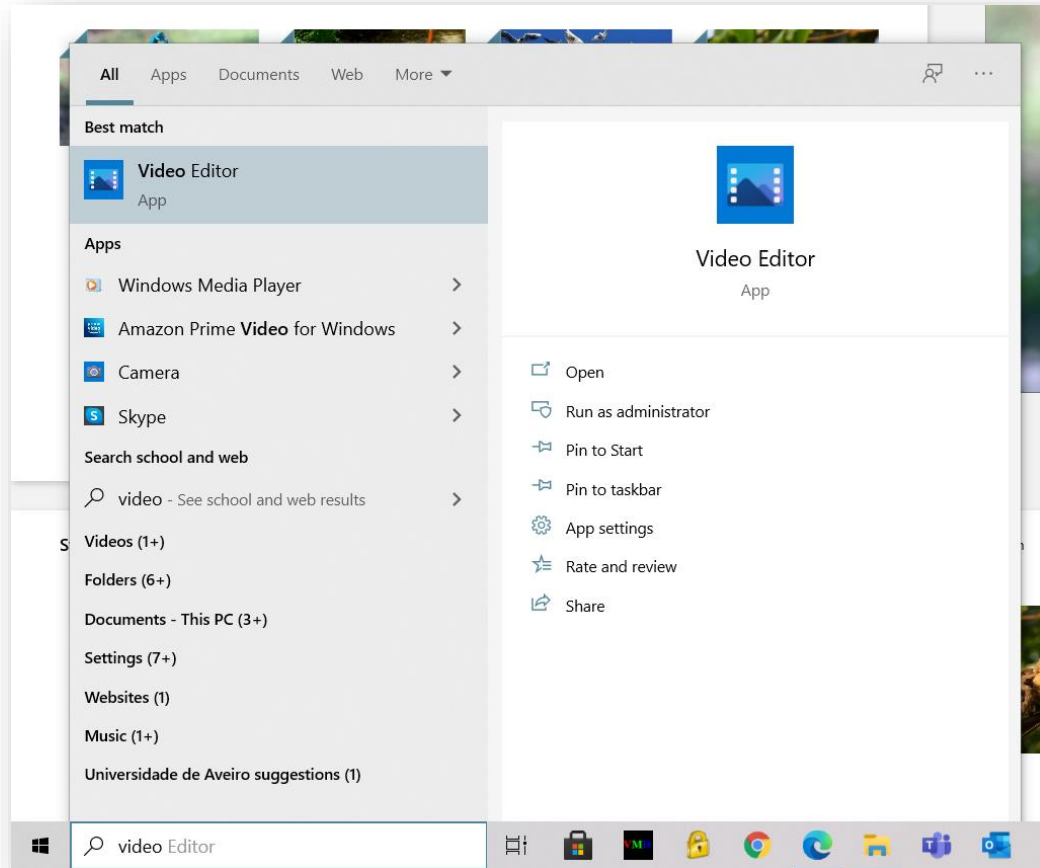 All Apps Documents Web More
Best match
Video Editor
App
Apps
Windows Media Player
Amazon Prime Video for Windows
Camera
Skype
Search school and web
video - See school and web results
Videos (1+)
Folders (6+)
Documents - This PC (3+)
Settings (7+)
Websites (1)
Music (1+)
Universidade de Aveiro suggestions (1)
Video Editor
App
Open
Run as administrator
Pin to Start
Pin to taskbar
App settings
Rate and review
Share
video Editor